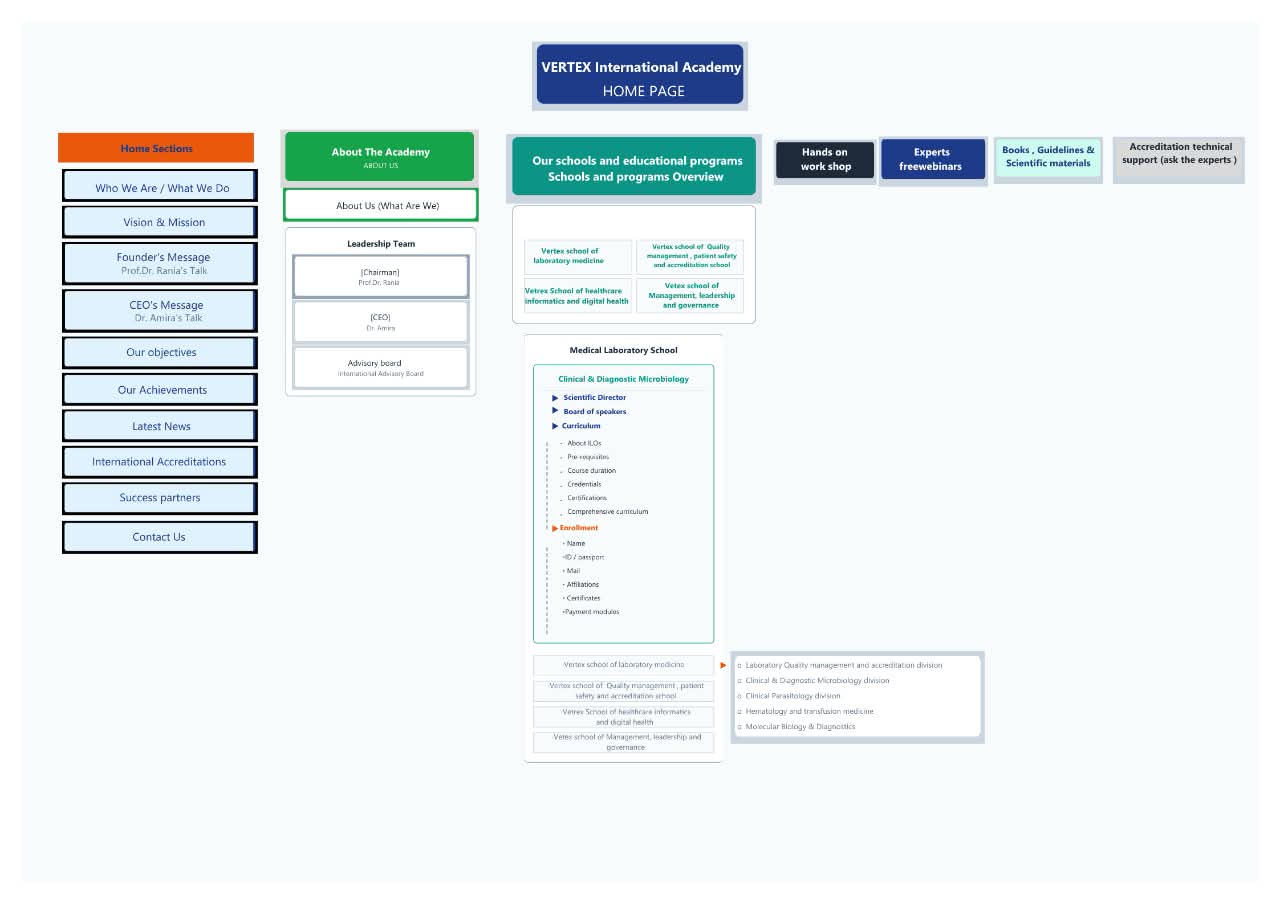 VERTEX International Academy
HOME PAGE
Home Sections
Who We Are / What We Do
Vision & Mission
Founder's Message
Prof.Dr. Rania's Talk
CEO's Message
Dr. Amira's Talk
Our objectives
Our Achievements
Latest News
International Accreditations
Success partners
Contact Us
About The Academy
ABOUT US
About Us (What Are We)
Leadership Team
[Chairman]
Prof.Dr. Rania
[CEO]
Dr. Amira
Advisory board
International Advisory Board
Our schools and educational programs
Schools and programs Overview
Vertex school of
laboratory medicine
Vertex school of Quality
management , patient safety
and accreditation school
Vetrex School of healthcare
informatics and digital health
Vetex school of
Management, leadership
and governance
Medical Laboratory School
Clinical & Diagnostic Microbiology
▶ Scientific Director
▶ Board of speakers
▶ Curriculum
- About ILOs
- Pre-requisites
- Course duration
- Credentials
- Certifications
- Comprehensive curriculum
▶ Enrollment
• Name
•ID / passport
• Mail
• Affiliations
• Certificates
•Payment modules
Vertex school of laboratory medicine
Vertex school of Quality management , patient
safety and accreditation school
Vetrex School of healthcare informatics
and digital health
Vetex school of Management, leadership and
governance
▫ Laboratory Quality management and accreditation division
▫ Clinical & Diagnostic Microbiology division
▫ Clinical Parasitology division
▫ Hematology and transfusion medicine
▫ Molecular Biology & Diagnostics
Hands on
work shop
Experts
freewebinars
Books , Guidelines &
Scientific materials
Accreditation technical
support (ask the experts )